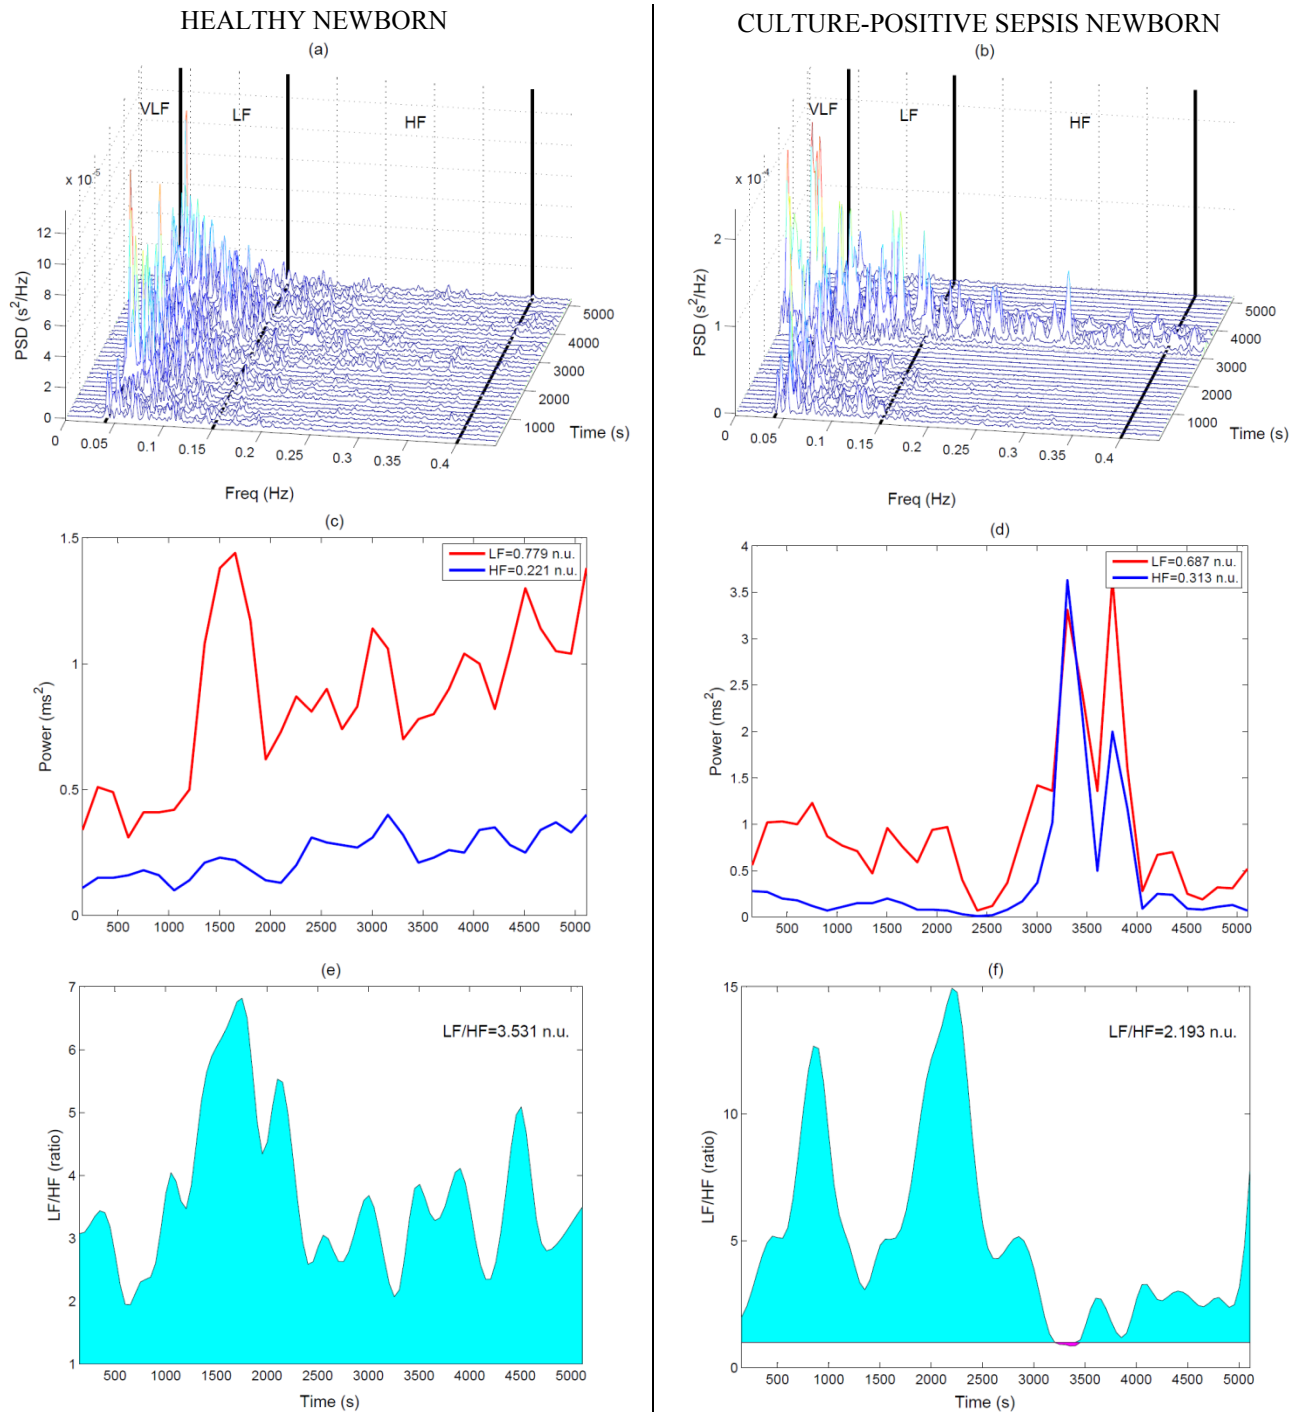 HEALTHY NEWBORN
CULTURE-POSITIVE SEPSIS NEWBORN
(a)
VLF
LF
HF
x 10^-5
12
10
8
6
4
2
0
PSD (s^2/Hz)
0
0.05
0.1
0.15
0.2
0.25
0.3
0.35
0.4
Freq (Hz)
1000
2000
3000
4000
5000
Time (s)
(b)
VLF
LF
HF
x 10^-4
2
1
0
PSD (s^2/Hz)
0
0.05
0.1
0.15
0.2
0.25
0.3
0.35
0.4
Freq (Hz)
1000
2000
3000
4000
5000
Time (s)
(c)
LF=0.779 n.u.
HF=0.221 n.u.
1.5
1
0.5
0
Power (ms^2)
500 1000 1500 2000 2500 3000 3500 4000 4500 5000
(d)
LF=0.687 n.u.
HF=0.313 n.u.
4
3.5
3
2.5
2
1.5
1
0.5
0
Power (ms^2)
500 1000 1500 2000 2500 3000 3500 4000 4500 5000
(e)
LF/HF=3.531 n.u.
7
6
5
4
3
2
1
LF/HF (ratio)
500 1000 1500 2000 2500 3000 3500 4000 4500 5000
Time (s)
(f)
LF/HF=2.193 n.u.
15
10
5
0
LF/HF (ratio)
500 1000 1500 2000 2500 3000 3500 4000 4500 5000
Time (s)